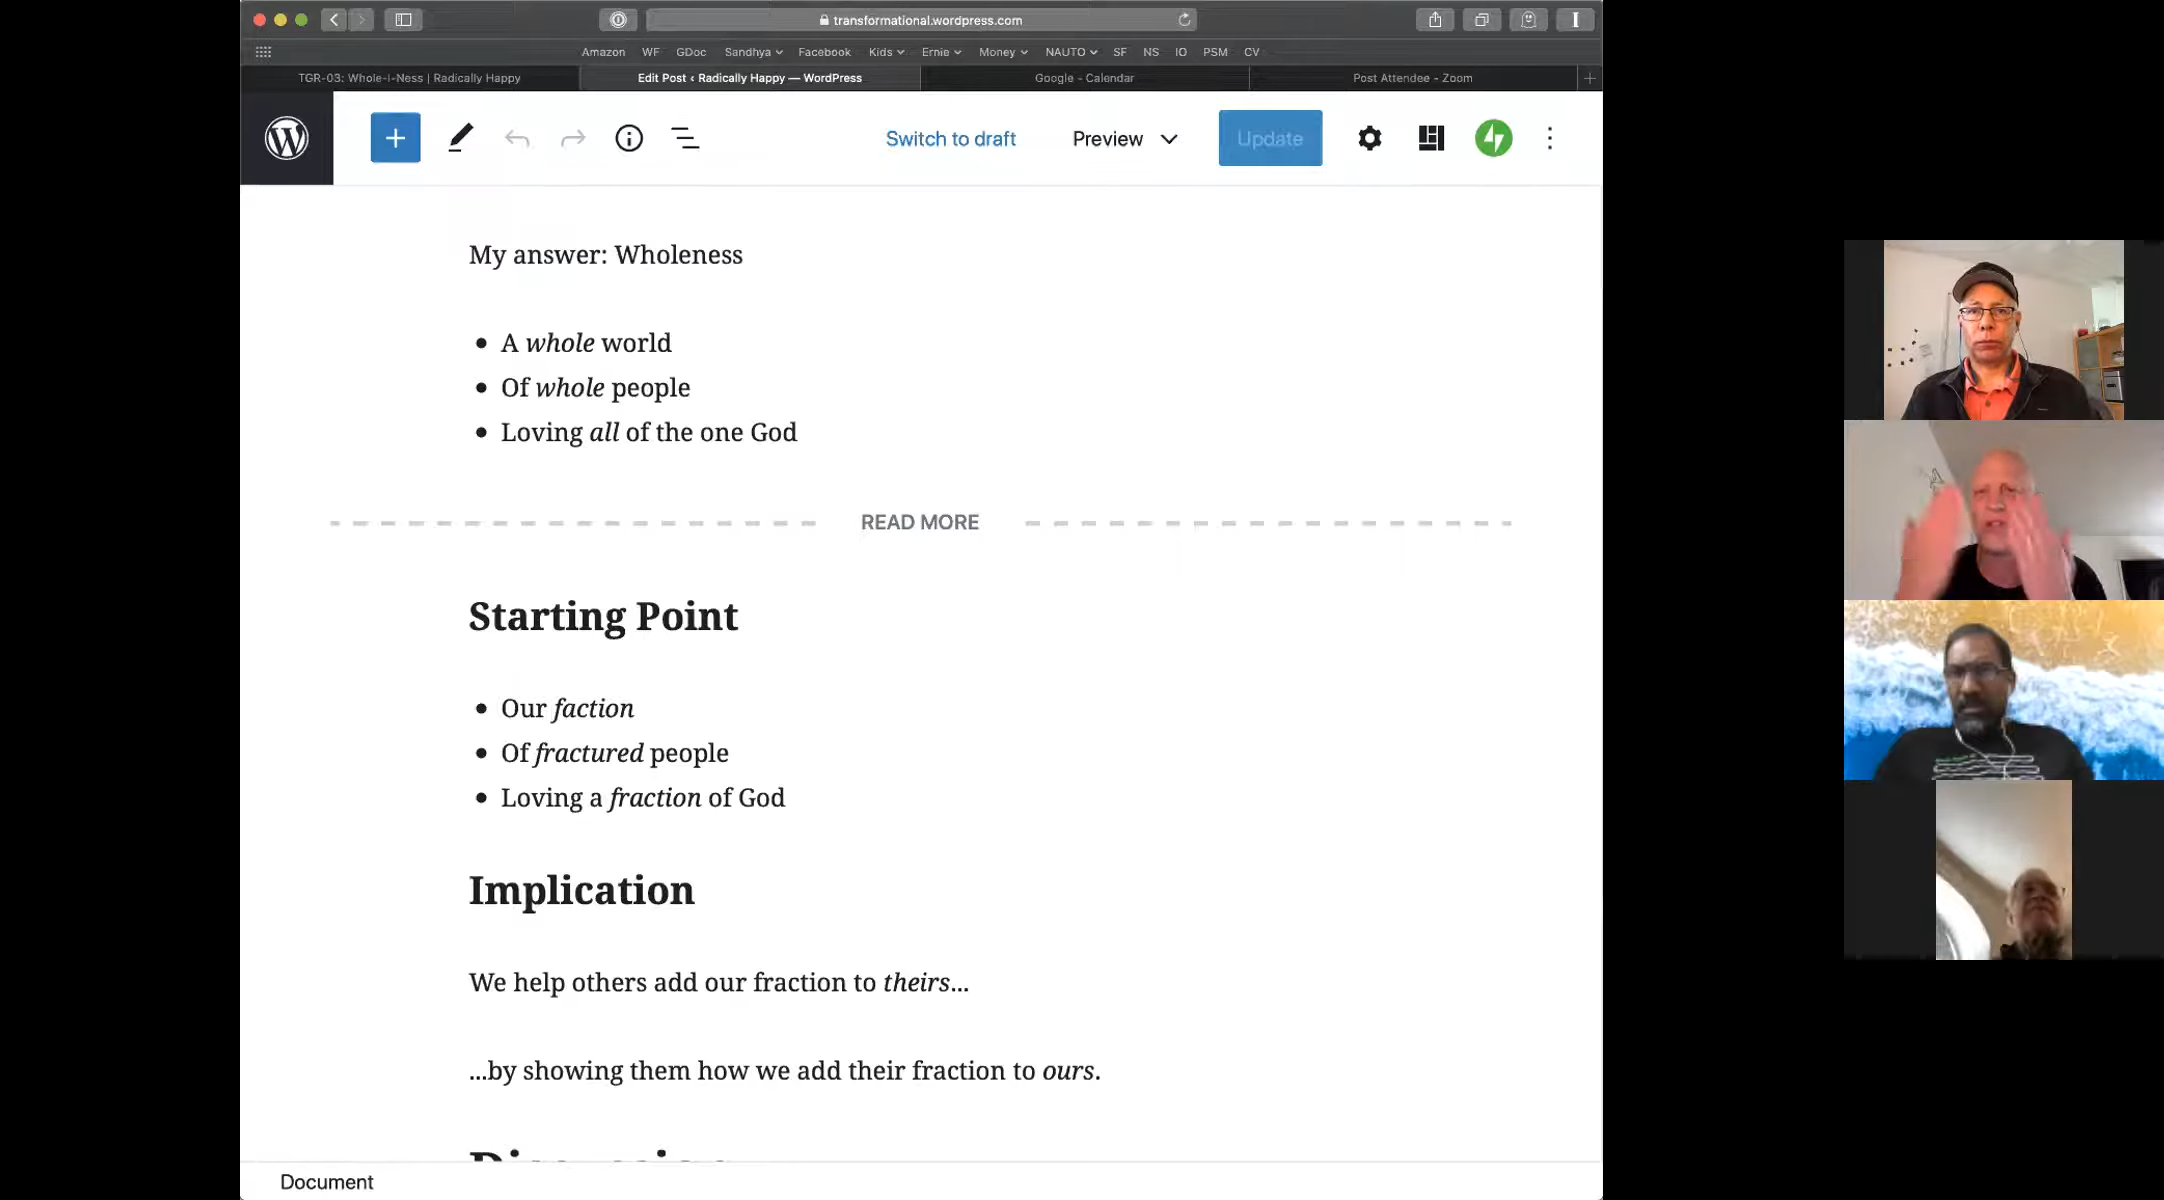 transformational.wordpress.com
Amazon WF GDoc Sandhya Facebook Kids Ernie Money NAUTO SF NS IO PSM CV
TGR-03: Whole-I-Ness | Radically Happy Edit Post ‹ Radically Happy — WordPress Google - Calendar Post Attendee - Zoom
Switch to draft Preview Update
My answer: Wholeness
• A whole world
• Of whole people
• Loving all of the one God
READ MORE
Starting Point
• Our faction
• Of fractured people
• Loving a fraction of God
Implication
We help others add our fraction to theirs...
...by showing them how we add their fraction to ours.
Document